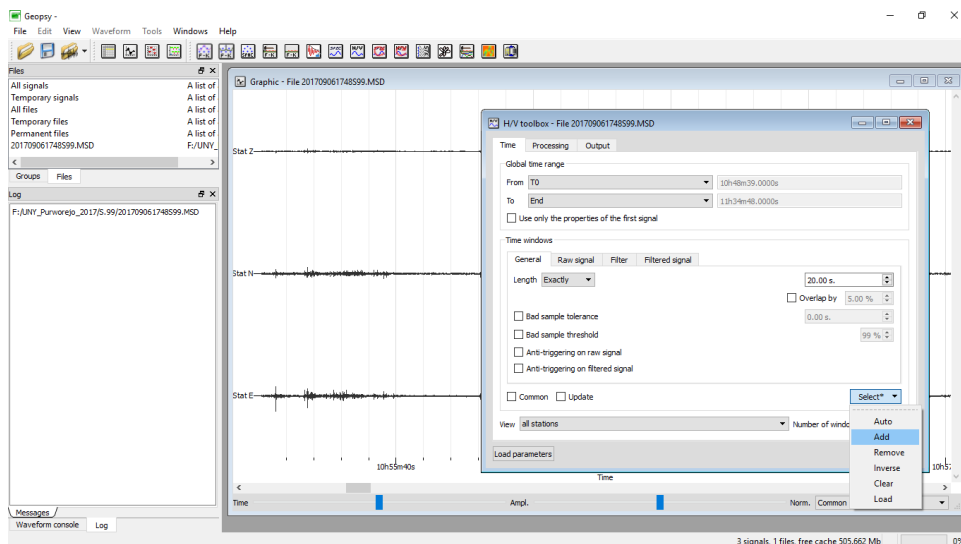 Geopsy -
File Edit View Waveform Tools Windows Help
Files
All signals A list of
Temporary signals A list of
All files A list of
Temporary files A list of
Permanent files A list of
201709061748S99.MSD F:/UNY_
Groups Files
Log
F:/UNY_Purworejo_2017/S.99/201709061748S99.MSD
Messages
Waveform console Log
Graphic - File 201709061748S99.MSD
Stat Z
Stat N
Stat E
10h55m40s
10h57
Time
Time Ampl. Norm. Common
H/V toolbox - File 201709061748S99.MSD
Time Processing Output
Global time range
From T0 10h48m39.0000s
To End 11h34m48.0000s
Use only the properties of the first signal
Time windows
General Raw signal Filter Filtered signal
Length Exactly 20.00 s.
Overlap by 5.00 %
Bad sample tolerance 0.00 s.
Bad sample threshold 99 %
Anti-triggering on raw signal
Anti-triggering on filtered signal
Common Update Select*
View all stations Number of windo
Load parameters
Auto
Add
Remove
Inverse
Clear
Load
3 signals, 1 files, free cache 505.662 Mb 0%